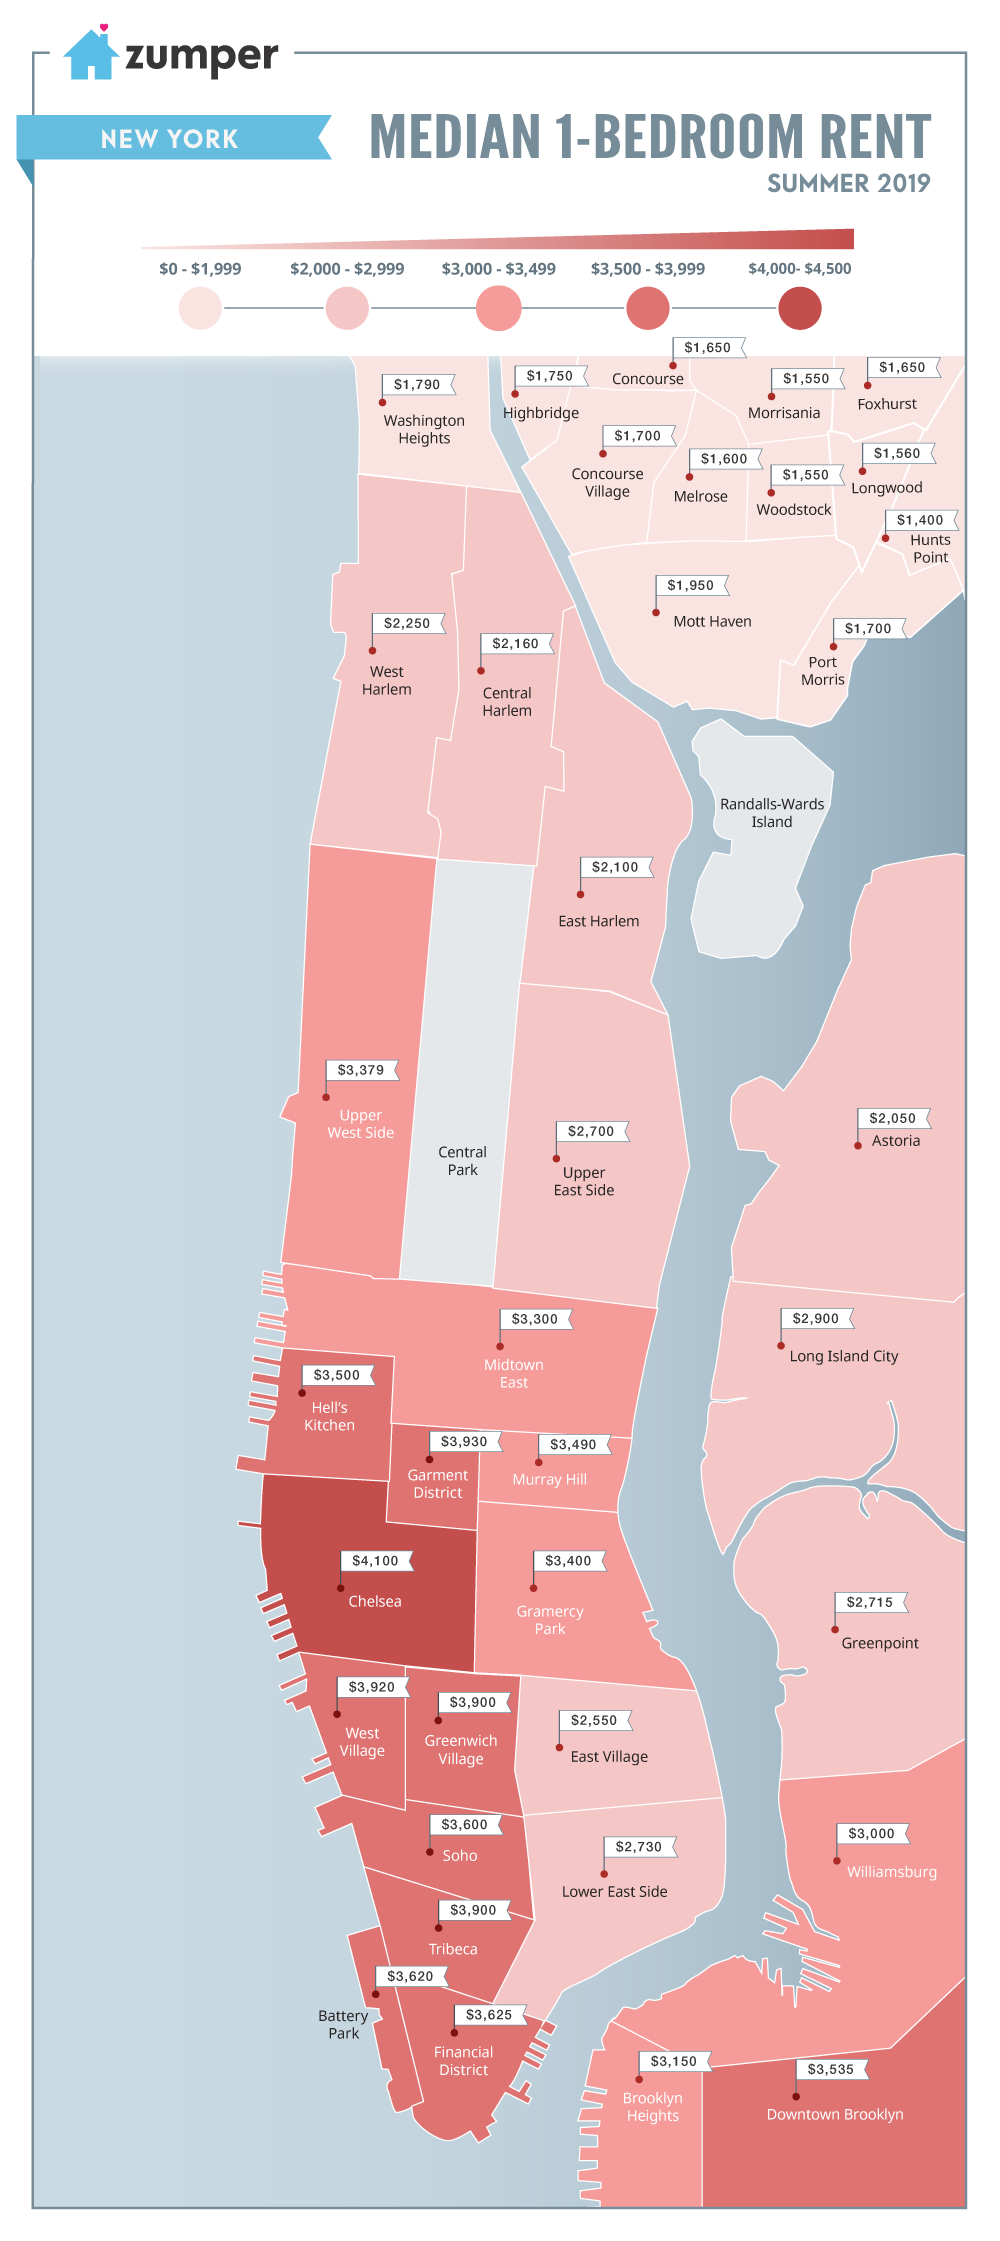 zumper
NEW YORK
MEDIAN 1-BEDROOM RENT
SUMMER 2019
$0 - $1,999
$2,000 - $2,999
$3,000 - $3,499
$3,500 - $3,999
$4,000- $4,500
$1,650
Concourse
$1,650
Foxhurst
$1,750
Highbridge
$1,550
Morrisania
$1,790
Washington
Heights
$1,700
Concourse
Village
$1,600
Melrose
$1,550
Woodstock
$1,560
Longwood
$1,400
Hunts
Point
$1,950
Mott Haven
$1,700
Port
Morris
$2,250
West
Harlem
$2,160
Central
Harlem
Randalls-Wards
Island
$2,100
East Harlem
$3,379
Upper
West Side
Central
Park
$2,700
Upper
East Side
$2,050
Astoria
$3,300
Midtown
East
$2,900
Long Island City
$3,500
Hell's
Kitchen
$3,930
Garment
District
$3,490
Murray Hill
$4,100
Chelsea
$3,400
Gramercy
Park
$2,715
Greenpoint
$3,920
West
Village
$3,900
Greenwich
Village
$2,550
East Village
$3,600
Soho
$2,730
Lower East Side
$3,000
Williamsburg
$3,900
Tribeca
$3,620
Battery
Park
$3,625
Financial
District
$3,150
Brooklyn
Heights
$3,535
Downtown Brooklyn